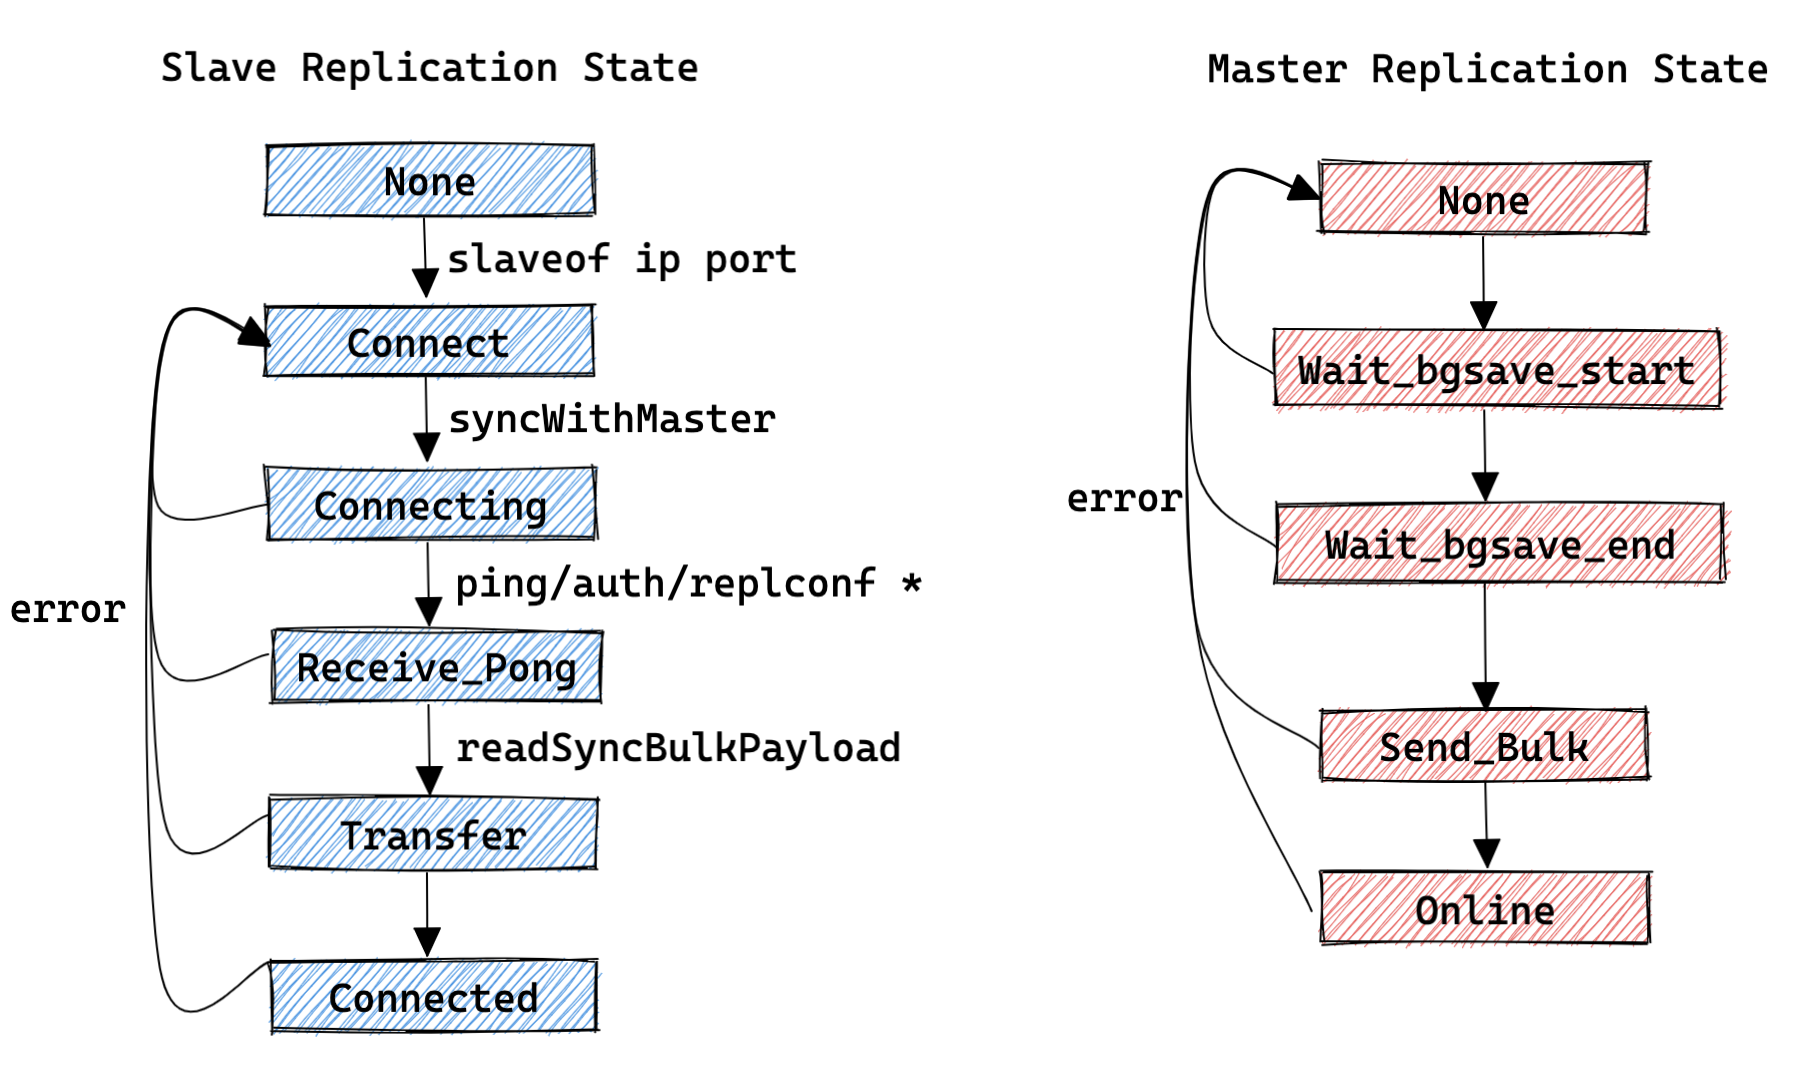 Slave Replication State
None
slaveof ip port
Connect
syncWithMaster
Connecting
ping/auth/replconf *
error
Receive_Pong
readSyncBulkPayload
Transfer
Connected
Master Replication State
None
Wait_bgsave_start
error
Wait_bgsave_end
Send_Bulk
Online